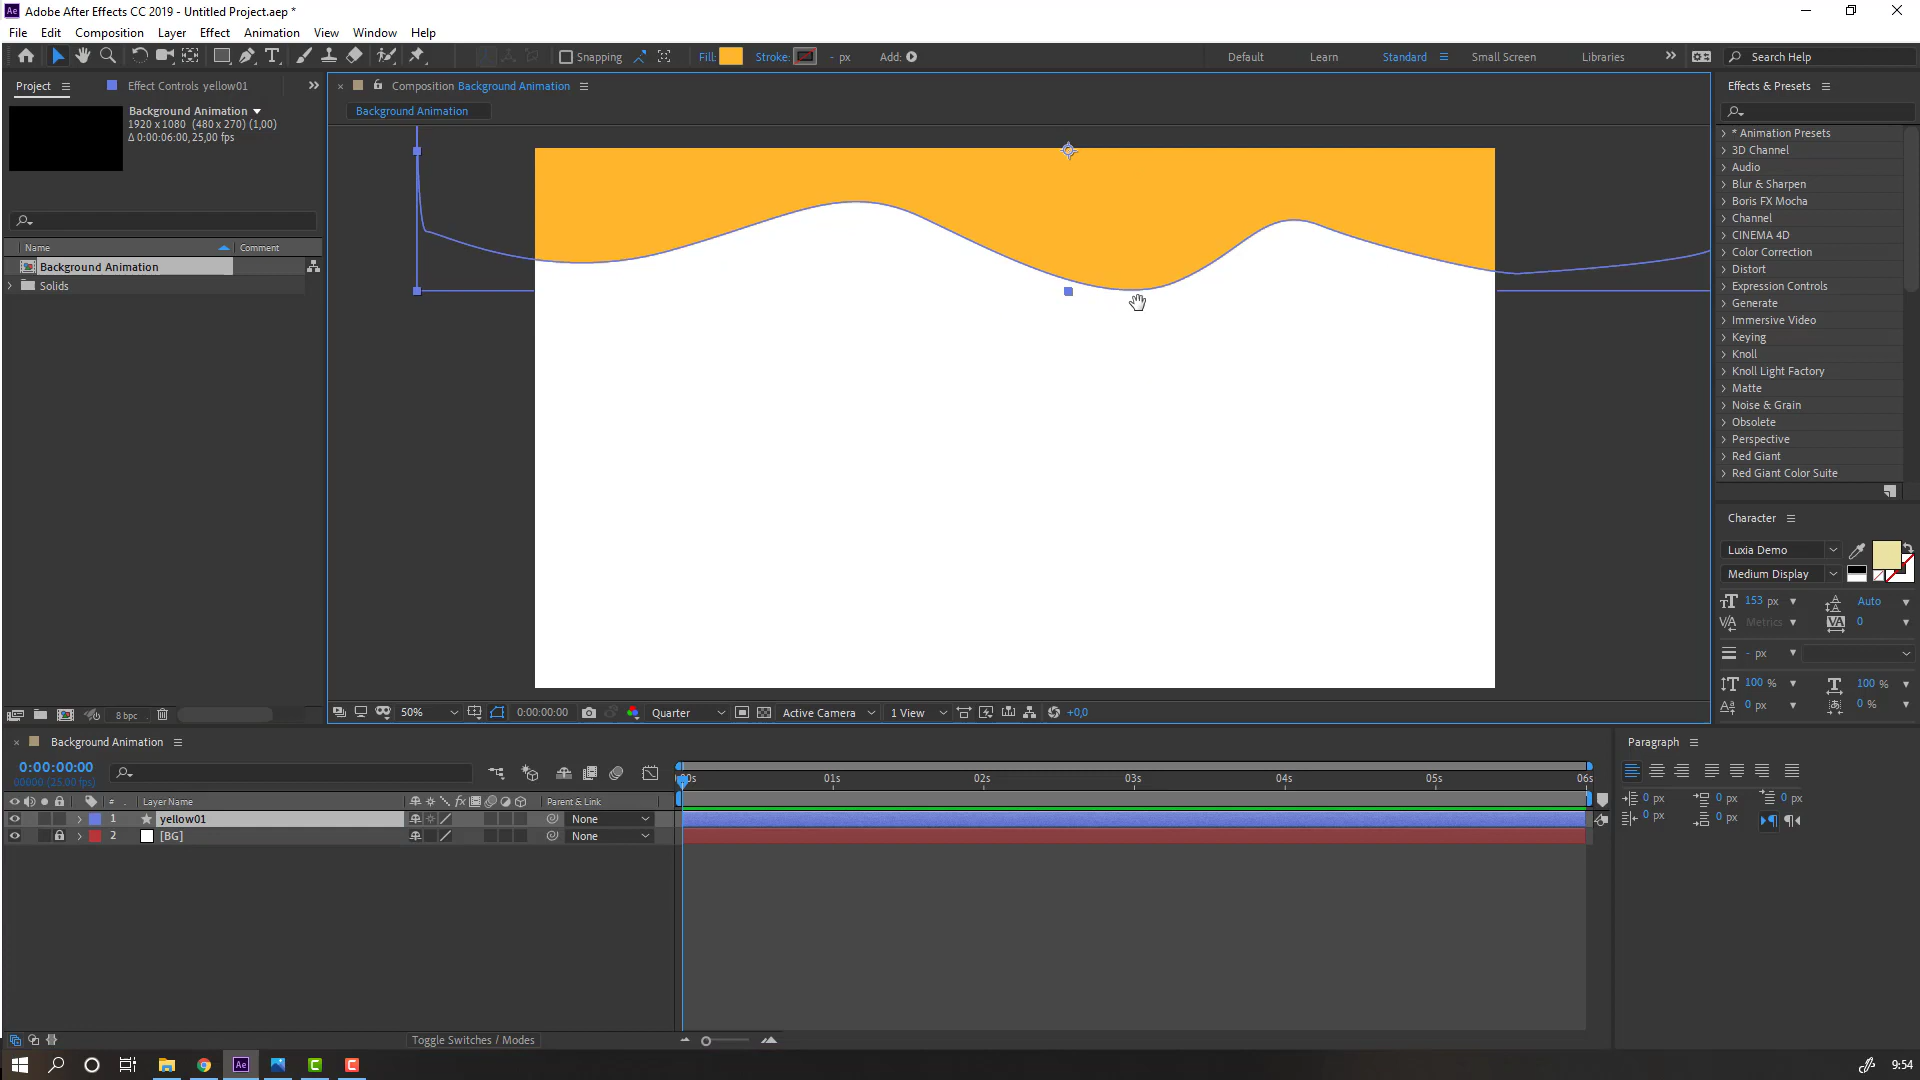 Adobe After Effects CC 2019 - Untitled Project.aep *
File Edit Composition Layer Effect Animation View Window Help
Snapping Fill: Stroke: - px Add: Default Learn Standard Small Screen Libraries Search Help
Project Effect Controls yellow01
Background Animation
1920 x 1080 (480 x 270) (1,00)
Δ 0:00:06:00, 25,00 fps
Name Comment
Background Animation
Solids
8 bpc
Composition Background Animation
Background Animation
50% 0:00:00:00 Quarter Active Camera 1 View +0,0
Effects & Presets
* Animation Presets
3D Channel
Audio
Blur & Sharpen
Boris FX Mocha
Channel
CINEMA 4D
Color Correction
Distort
Expression Controls
Generate
Immersive Video
Keying
Knoll
Knoll Light Factory
Matte
Noise & Grain
Obsolete
Perspective
Red Giant
Red Giant Color Suite
Character
Luxia Demo
Medium Display
153 px Auto
Metrics 0
- px
100 % 100 %
0 px 0 %
Background Animation
0:00:00:00
00000 (25.00 fps)
:00s 01s 02s 03s 04s 05s 06s
# Layer Name fx Parent & Link
1 yellow01 None
2 [BG] None
Toggle Switches / Modes
Paragraph
0 px 0 px 0 px
0 px 0 px
9:54